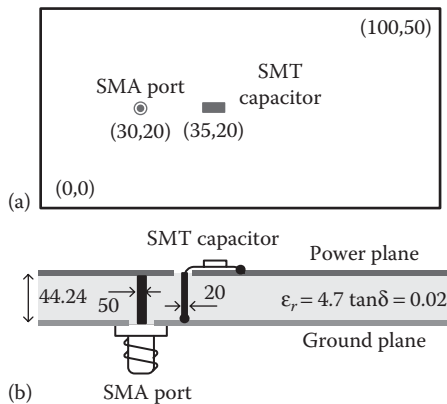 (100,50)
SMA port
SMT
capacitor
(30,20)
(35,20)
(0,0)
(a)
SMT capacitor
Power plane
44.24
50
20
εr = 4.7 tanδ = 0.02
Ground plane
SMA port
(b)